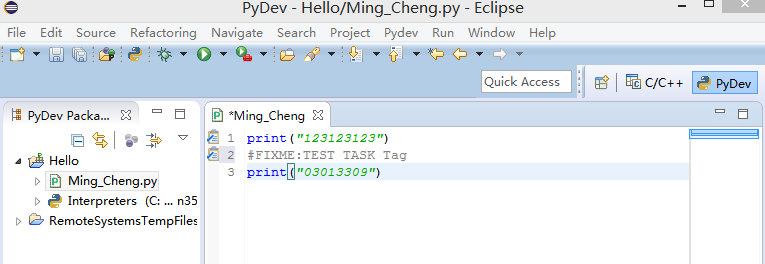 PyDev - Hello/Ming_Cheng.py - Eclipse
File Edit Source Refactoring Navigate Search Project Pydev Run Window Help
Quick Access
C/C++
PyDev
PyDev Packa...
*Ming_Cheng
1 print("123123123")
2 #FIXME:TEST TASK Tag
3 print("03013309")
Hello
Ming_Cheng.py
Interpreters (C: ... n35
RemoteSystemsTempFiles